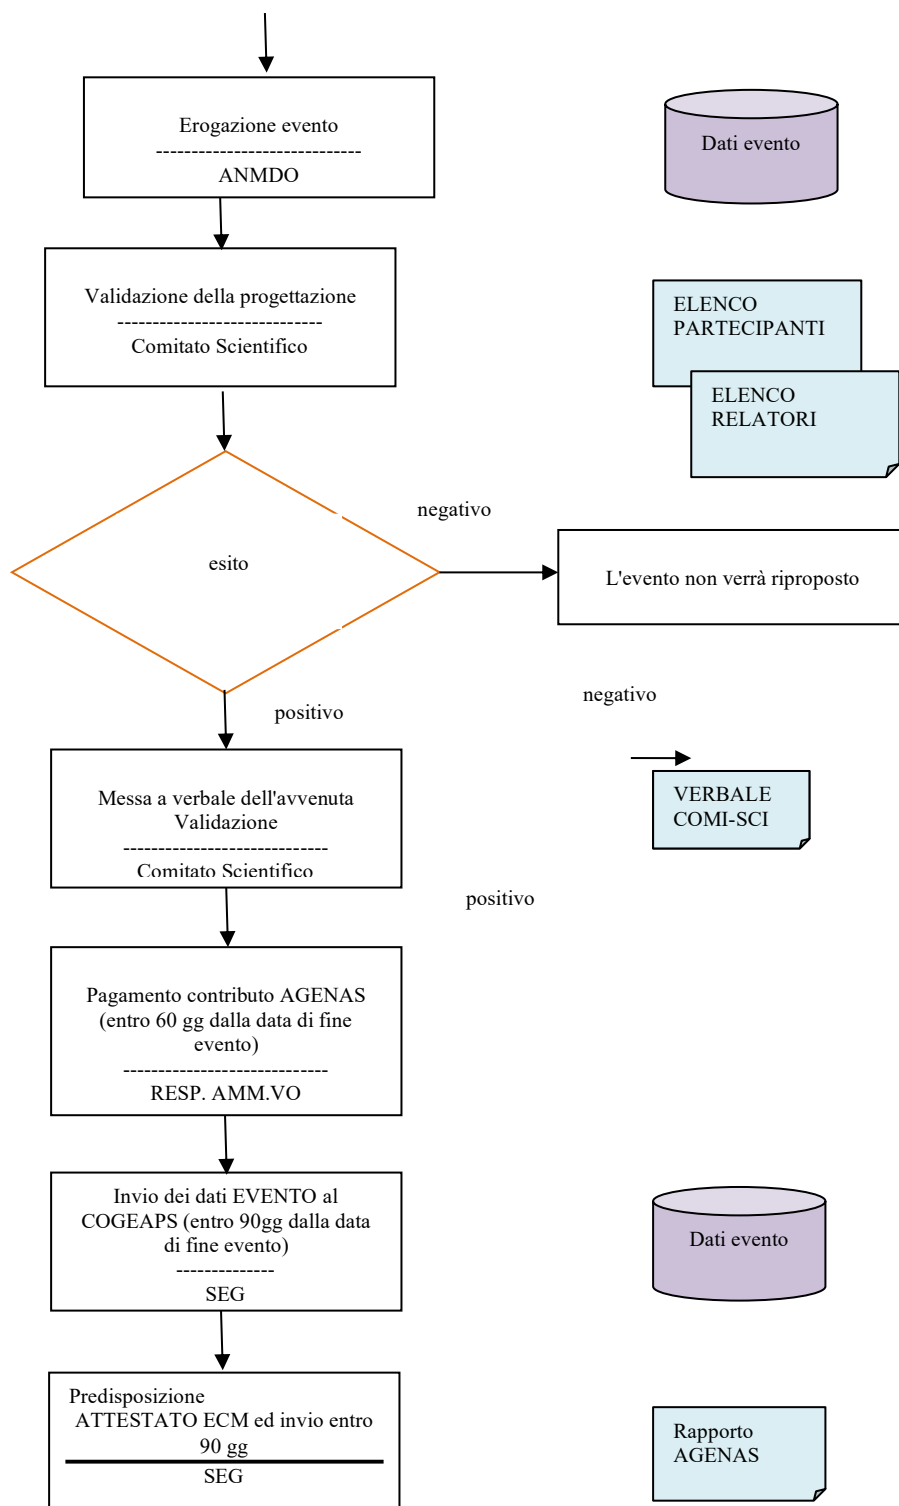 Erogazione evento
-----------------------------
ANMDO
Dati evento
Validazione della progettazione
-----------------------------
Comitato Scientifico
ELENCO
PARTECIPANTI
ELENCO
RELATORI
negativo
esito
L'evento non verrà riproposto
negativo
positivo
Messa a verbale dell'avvenuta
Validazione
-----------------------------
Comitato Scientifico
VERBALE
COMI-SCI
positivo
Pagamento contributo AGENAS
(entro 60 gg dalla data di fine
evento)
-----------------------------
RESP. AMM.VO
Invio dei dati EVENTO al
COGEAPS (entro 90gg dalla data
di fine evento)
--------------
SEG
Dati evento
Predisposizione
ATTESTATO ECM ed invio entro
90 gg
SEG
Rapporto
AGENAS